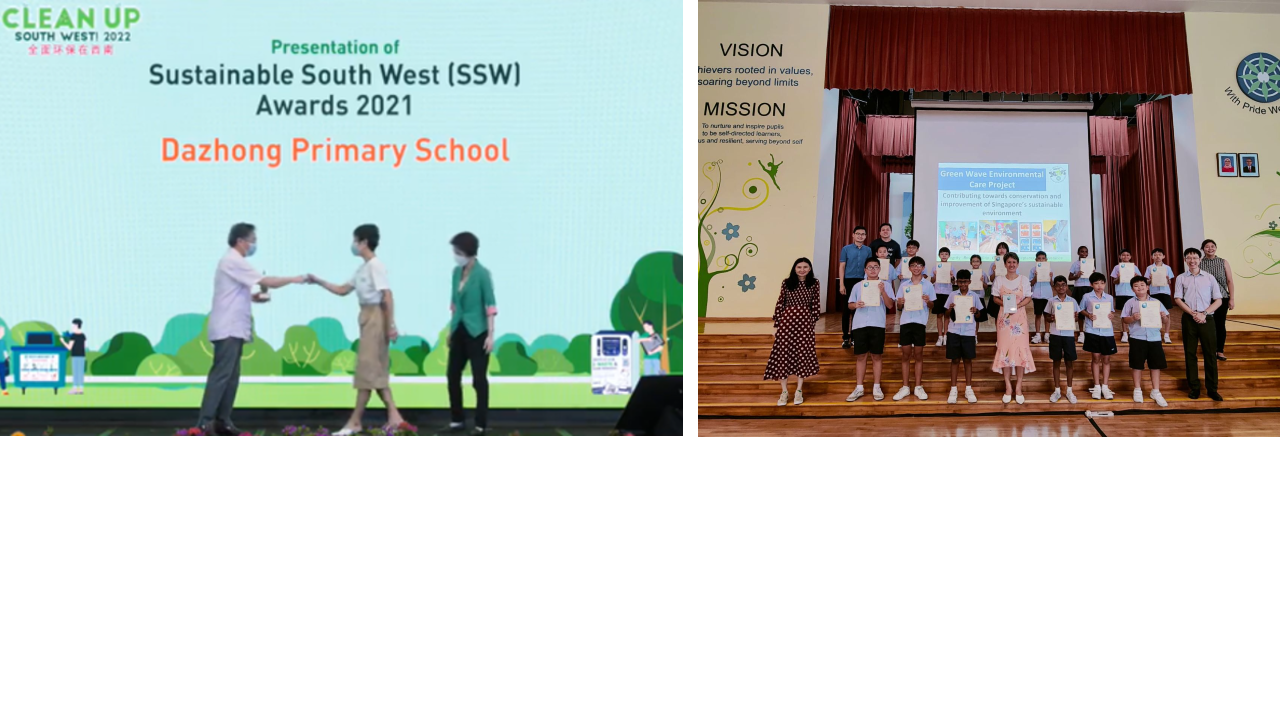 CLEAN UP
SOUTH WEST! 2022
全面环保在西南
Presentation of
Sustainable South West (SSW)
Awards 2021
Dazhong Primary School
VISION
hievers rooted in values,
soaring beyond limits
MISSION
To nurture and inspire pupils
to be self-directed learners,
us and resilient, serving beyond self
With Pride We
Green Wave Environmental
Care Project
Contributing towards conservation and
improvement of Singapore's sustainable
environment